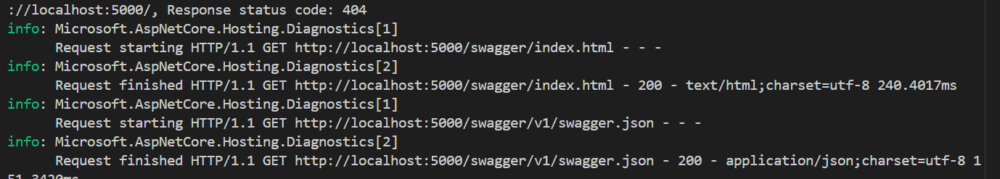 ://localhost:5000/, Response status code: 404
info: Microsoft.AspNetCore.Hosting.Diagnostics[1]
Request starting HTTP/1.1 GET http://localhost:5000/swagger/index.html - - -
info: Microsoft.AspNetCore.Hosting.Diagnostics[2]
Request finished HTTP/1.1 GET http://localhost:5000/swagger/index.html - 200 - text/html;charset=utf-8 240.4017ms
info: Microsoft.AspNetCore.Hosting.Diagnostics[1]
Request starting HTTP/1.1 GET http://localhost:5000/swagger/v1/swagger.json - - -
info: Microsoft.AspNetCore.Hosting.Diagnostics[2]
Request finished HTTP/1.1 GET http://localhost:5000/swagger/v1/swagger.json - 200 - application/json;charset=utf-8 1
51.3420ms